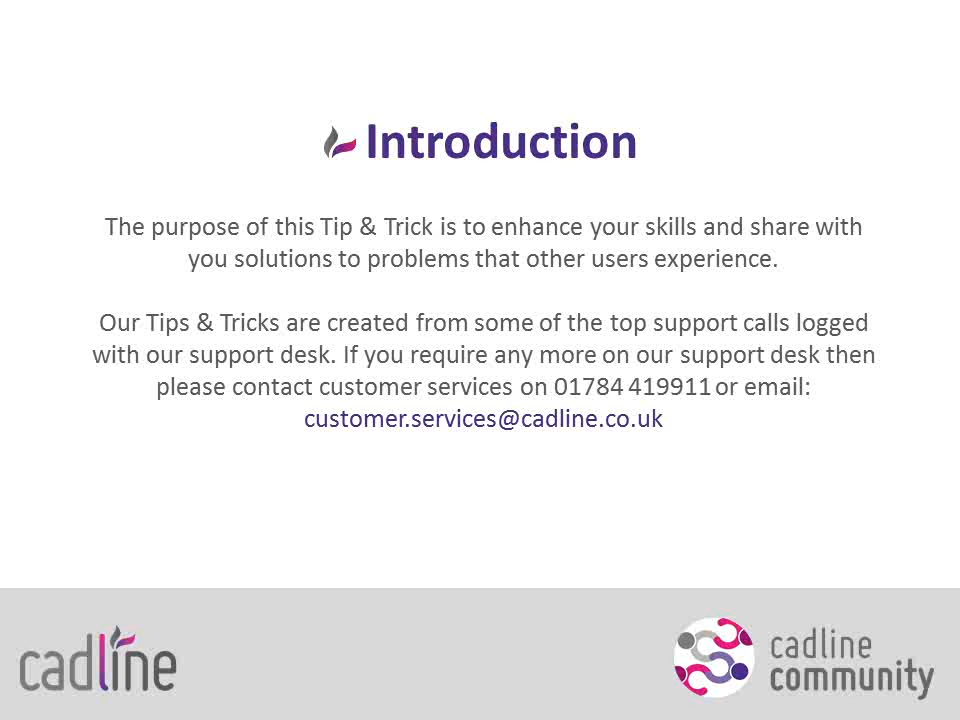 Introduction
The purpose of this Tip & Trick is to enhance your skills and share with
you solutions to problems that other users experience.
Our Tips & Tricks are created from some of the top support calls logged
with our support desk. If you require any more on our support desk then
please contact customer services on 01784 419911 or email:
customer.services@cadline.co.uk
cadline
cadline
community